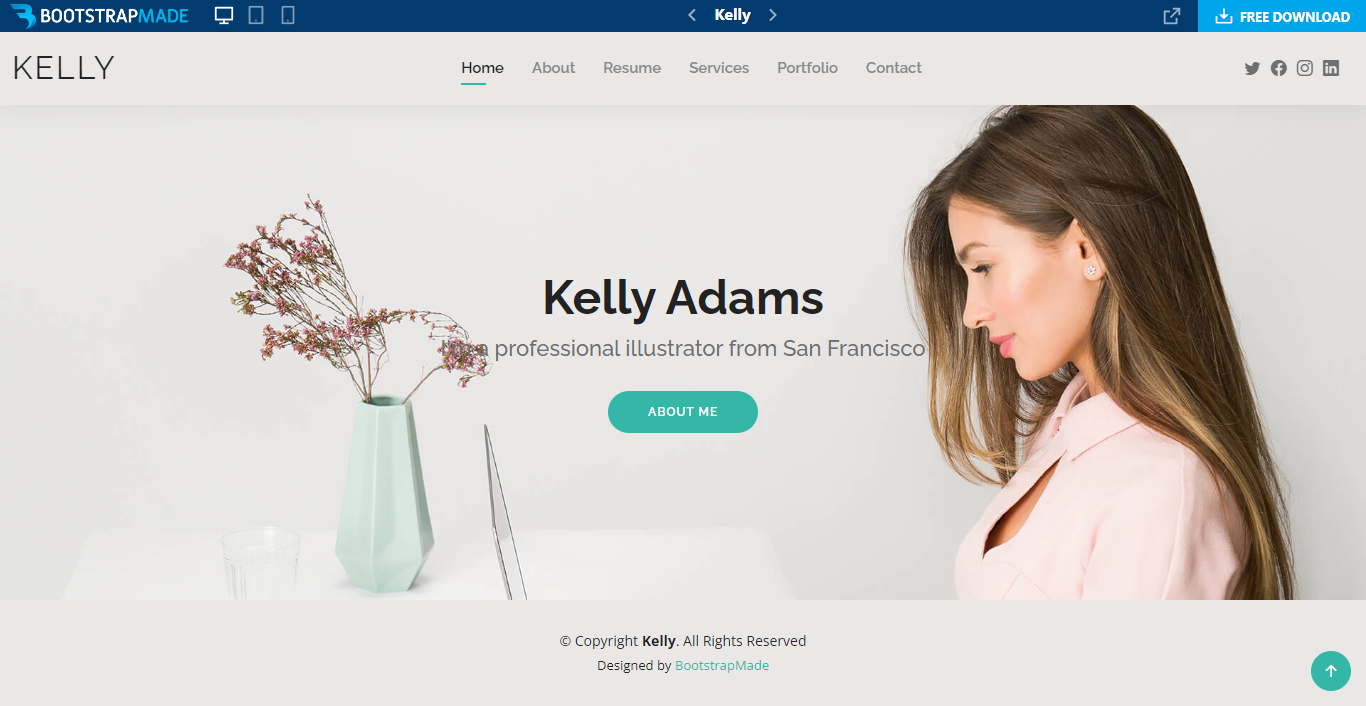 BOOTSTRAPMADE
Kelly
FREE DOWNLOAD
KELLY
Home About Resume Services Portfolio Contact
Kelly Adams
a professional illustrator from San Francisco
ABOUT ME
© Copyright Kelly. All Rights Reserved
Designed by BootstrapMade